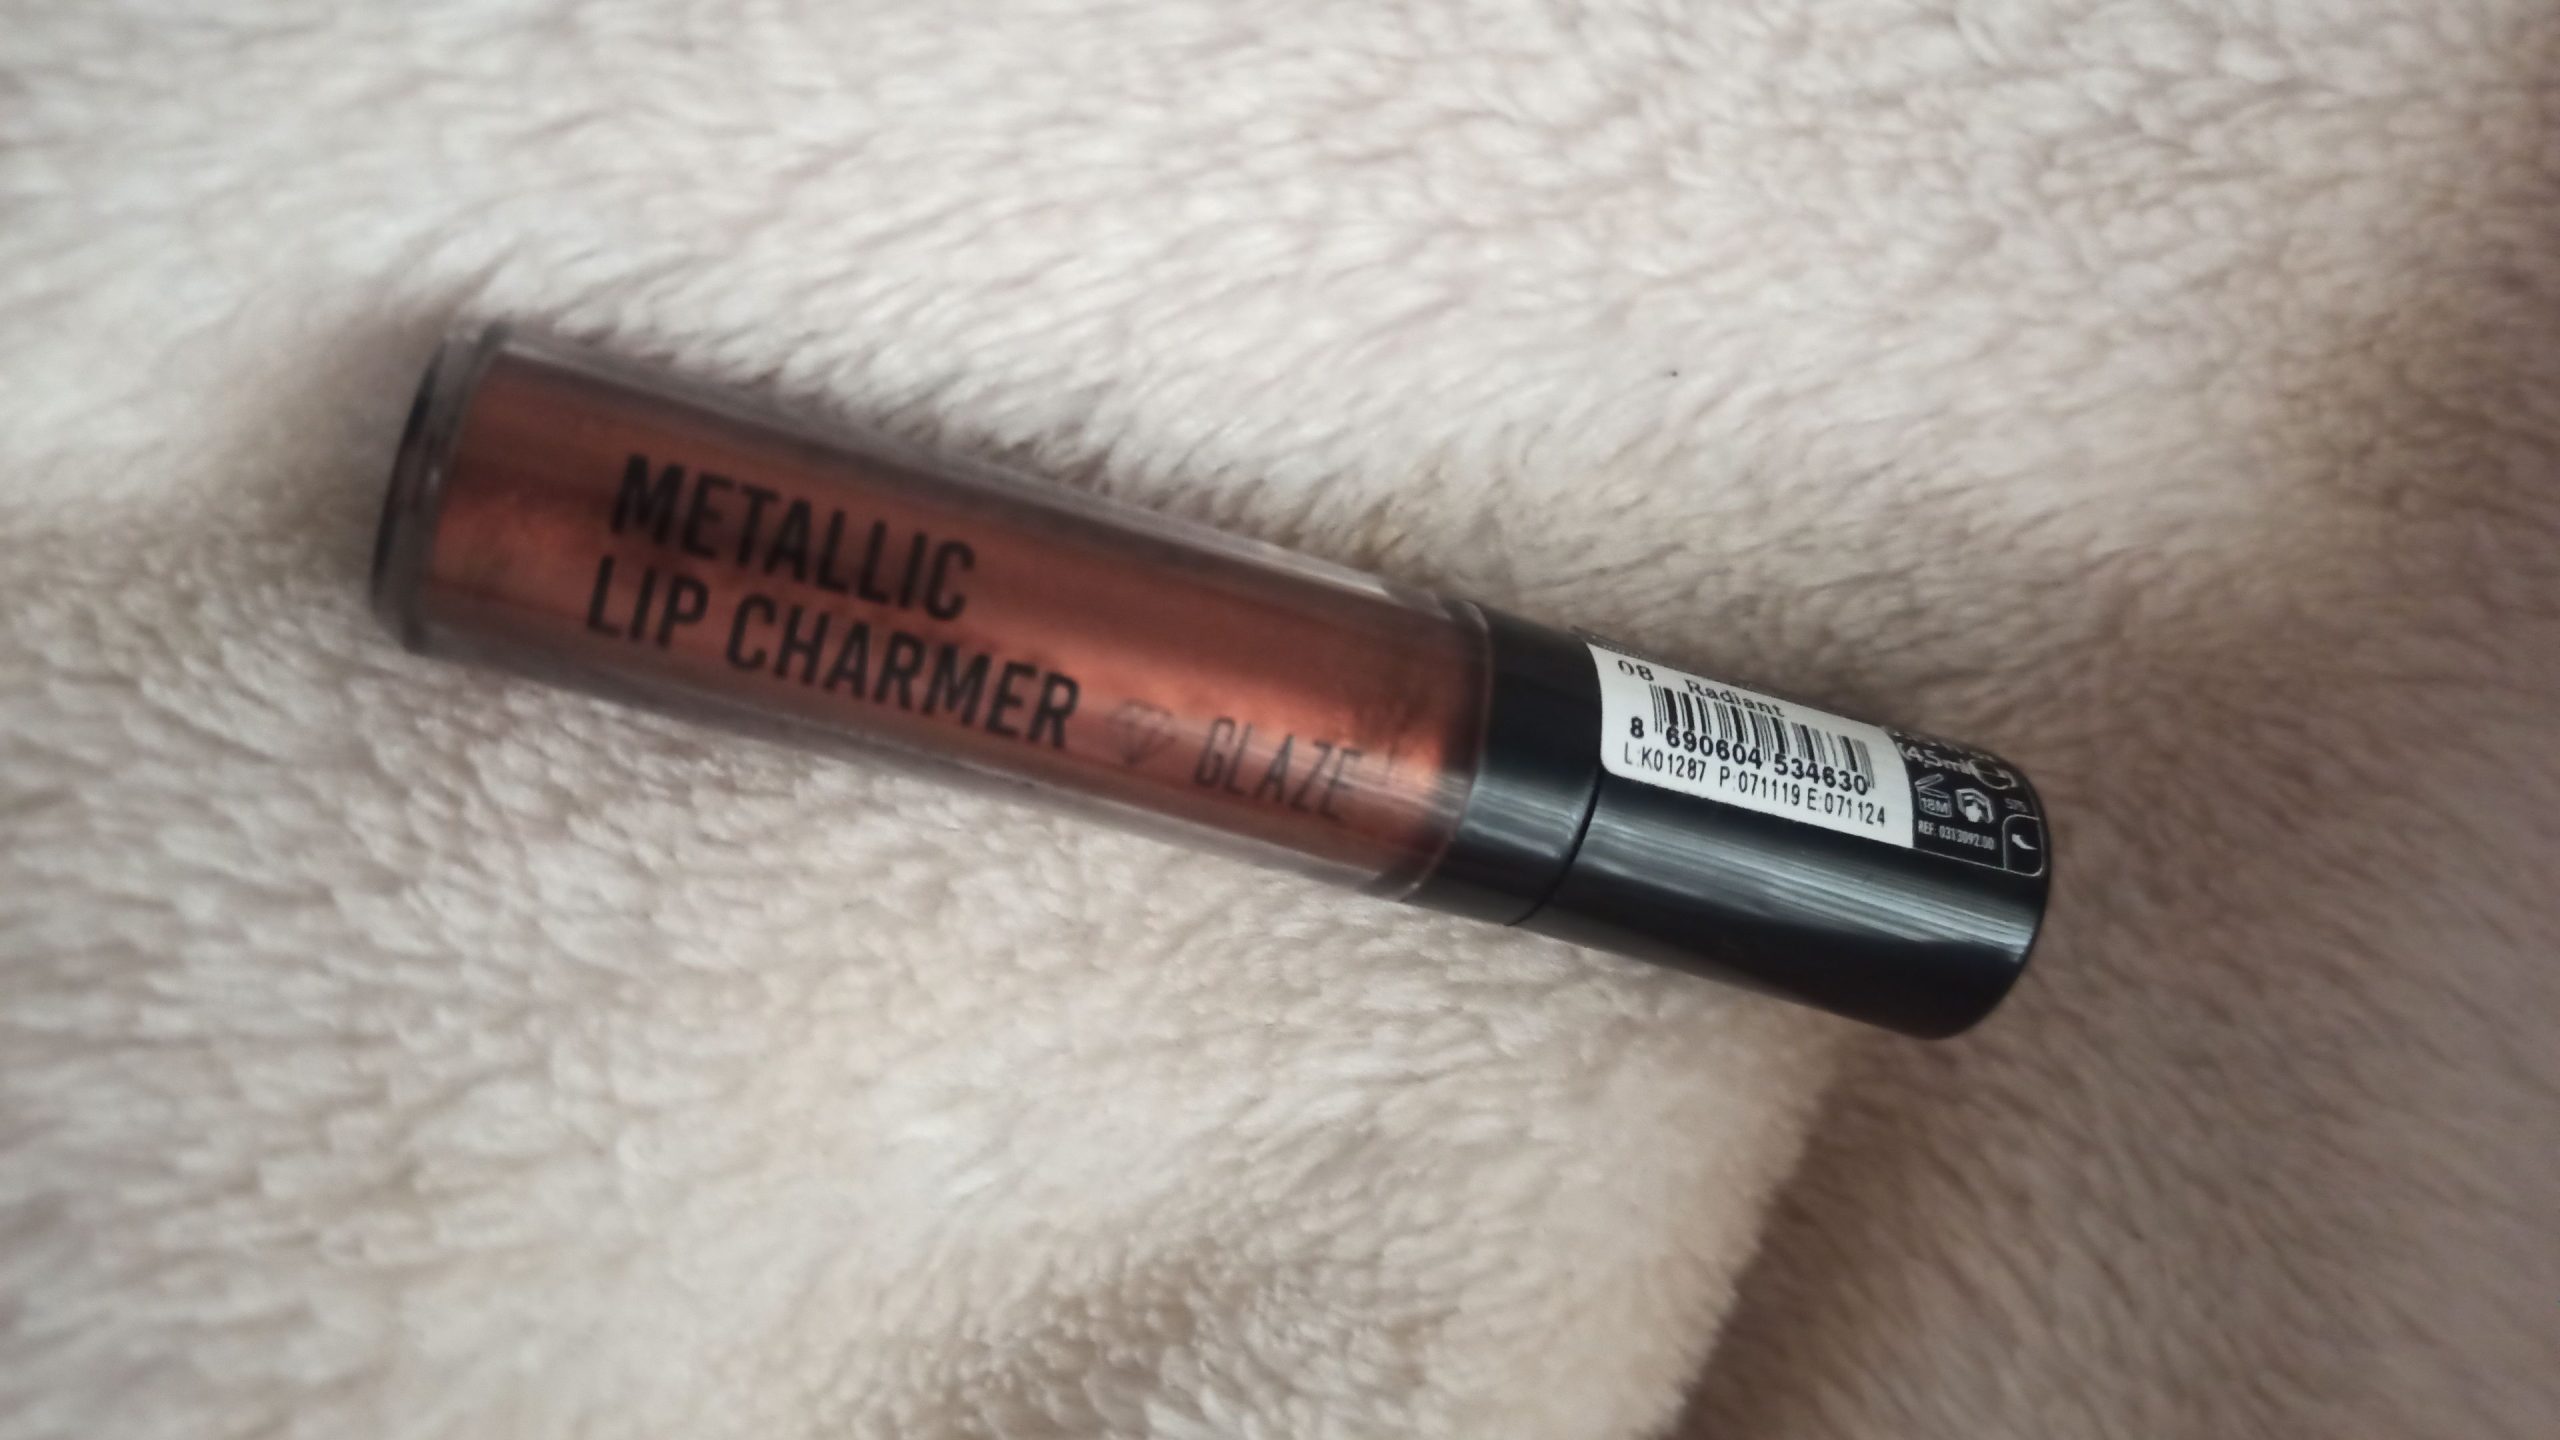 METALLIC
LIP CHARMER GLAZE
08 Radiant
8 690604 534630
L:K01287 P:071119 E:071124
4,5ml
18M
REF: 0313092.00